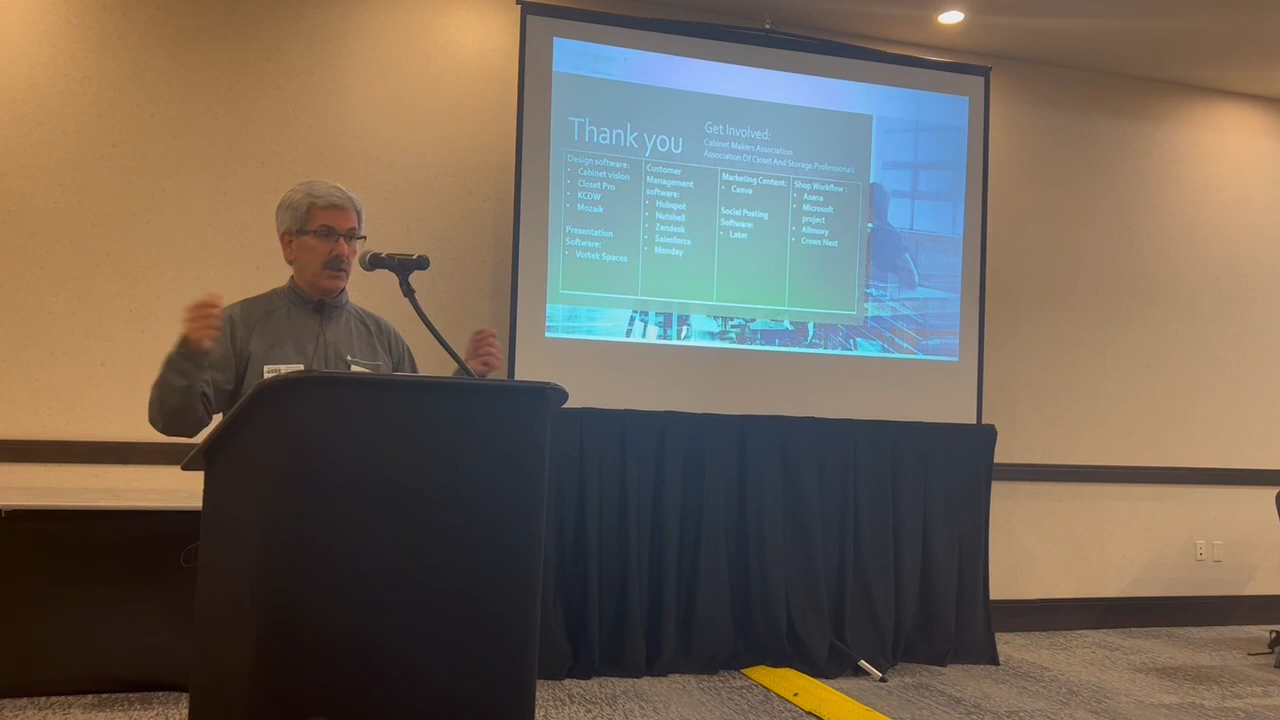 Thank you
Get Involved:
Cabinet Makers Association
Association Of Closet And Storage Professionals
Design software:
• Cabinet vision
• Closet Pro
• KCDW
• Mozaik
Presentation
Software:
• Vortek Spaces
Customer
Management
software:
• Hubspot
• Nutshell
• Zendesk
• Salesforce
• Monday
Marketing Content:
• Canva
Social Posting
Software:
• Later
Shop Workflow :
• Asana
• Microsoft
project
• Allmoxy
• Crows Nest